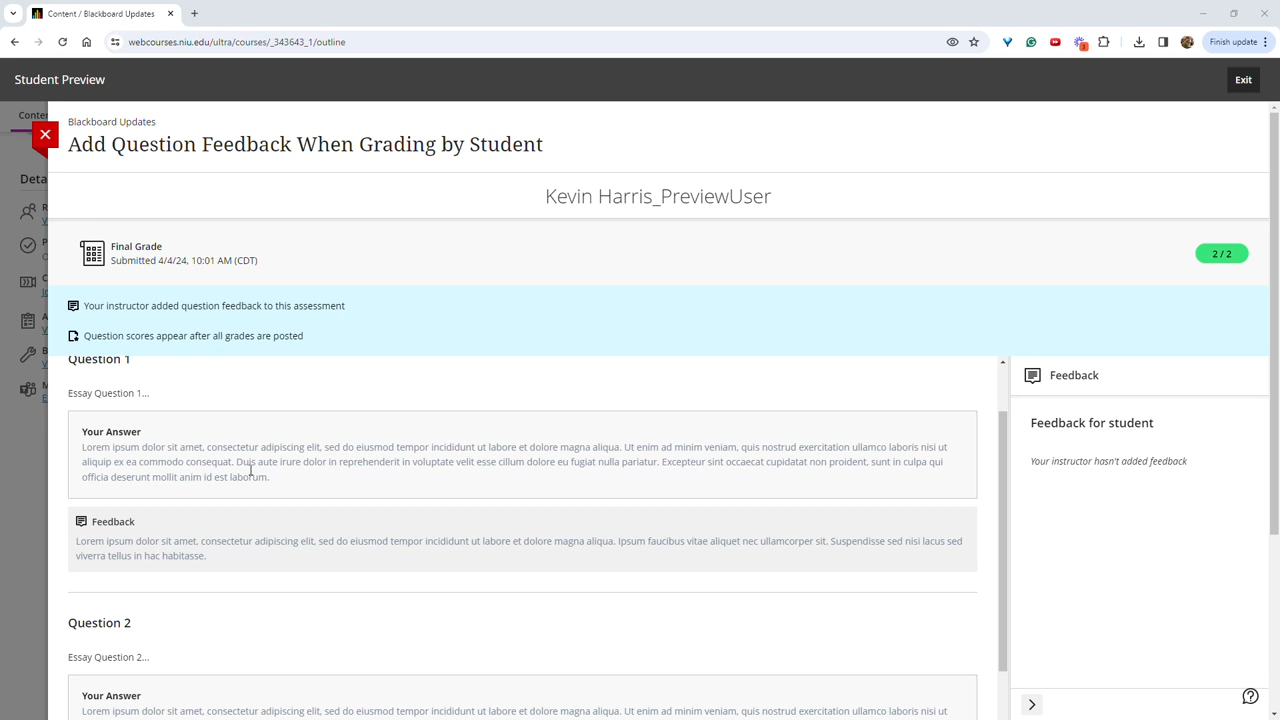 Content / Blackboard Updates
webcourses.niu.edu/ultra/courses/_343643_1/outline
3
Finish update
Student Preview
Exit
Conten
Blackboard Updates
Add Question Feedback When Grading by Student
Deta
Kevin Harris_PreviewUser
R
V
P
O
C
Jo
A
V
B
V
M
E
Final Grade
Submitted 4/4/24, 10:01 AM (CDT)
2 / 2
Your instructor added question feedback to this assessment
Question scores appear after all grades are posted
Question 1
Essay Question 1...
Your Answer
Lorem ipsum dolor sit amet, consectetur adipiscing elit, sed do eiusmod tempor incididunt ut labore et dolore magna aliqua. Ut enim ad minim veniam, quis nostrud exercitation ullamco laboris nisi ut
aliquip ex ea commodo consequat. Duis aute irure dolor in reprehenderit in voluptate velit esse cillum dolore eu fugiat nulla pariatur. Excepteur sint occaecat cupidatat non proident, sunt in culpa qui
officia deserunt mollit anim id est laborum.
Feedback
Lorem ipsum dolor sit amet, consectetur adipiscing elit, sed do eiusmod tempor incididunt ut labore et dolore magna aliqua. Ipsum faucibus vitae aliquet nec ullamcorper sit. Suspendisse sed nisi lacus sed
viverra tellus in hac habitasse.
Question 2
Essay Question 2...
Your Answer
Lorem ipsum dolor sit amet, consectetur adipiscing elit, sed do eiusmod tempor incididunt ut labore et dolore magna aliqua. Ut enim ad minim veniam, quis nostrud exercitation ullamco laboris nisi ut
Feedback
Feedback for student
Your instructor hasn't added feedback